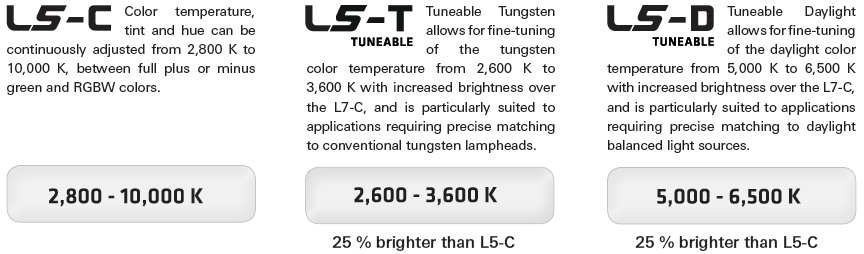 L5-C Color temperature,
tint and hue can be
continuously adjusted from 2,800 K to
10,000 K, between full plus or minus
green and RGBW colors.
2,800 - 10,000 K
L5-T Tuneable Tungsten
TUNEABLE allows for fine-tuning
of the tungsten
color temperature from 2,600 K to
3,600 K with increased brightness over
the L7-C, and is particularly suited to
applications requiring precise matching
to conventional tungsten lampheads.
2,600 - 3,600 K
25 % brighter than L5-C
L5-D Tuneable Daylight
TUNEABLE allows for fine-tuning
of the daylight color
temperature from 5,000 K to 6,500 K
with increased brightness over the L7-C,
and is particularly suited to applications
requiring precise matching to daylight
balanced light sources.
5,000 - 6,500 K
25 % brighter than L5-C